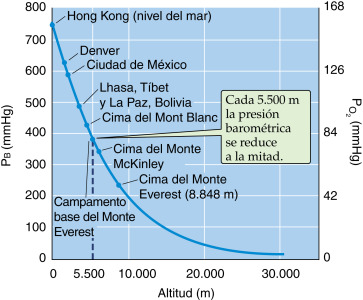 800
700
600
500
400
300
200
100
0
PB (mmHg)
Hong Kong (nivel del mar)
Denver
Ciudad de México
Lhasa, Tíbet
y La Paz, Bolivia
Cima del Mont Blanc
Cada 5.500 m
la presión
barométrica
se reduce
a la mitad.
Cima del Monte
McKinley
Cima del Monte
Everest (8.848 m)
Campamento
base del Monte
Everest
168
126
84
42
0
PO2 (mmHg)
0
5.500
10.000
20.000
30.000
Altitud (m)